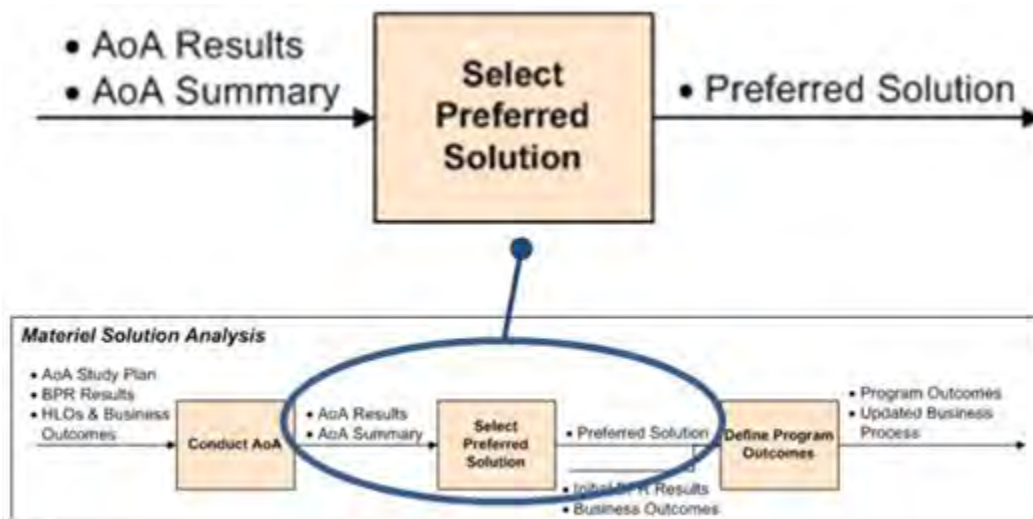 • AoA Results
• AoA Summary
Select
Preferred
Solution
• Preferred Solution
Materiel Solution Analysis
• AoA Study Plan
• BPR Results
• HLOs & Business
Outcomes
Conduct AoA
• AoA Results
• AoA Summary
Select
Preferred
Solution
• Preferred Solution
• Initial BPR Results
• Business Outcomes
Define Program
Outcomes
• Program Outcomes
• Updated Business
Process